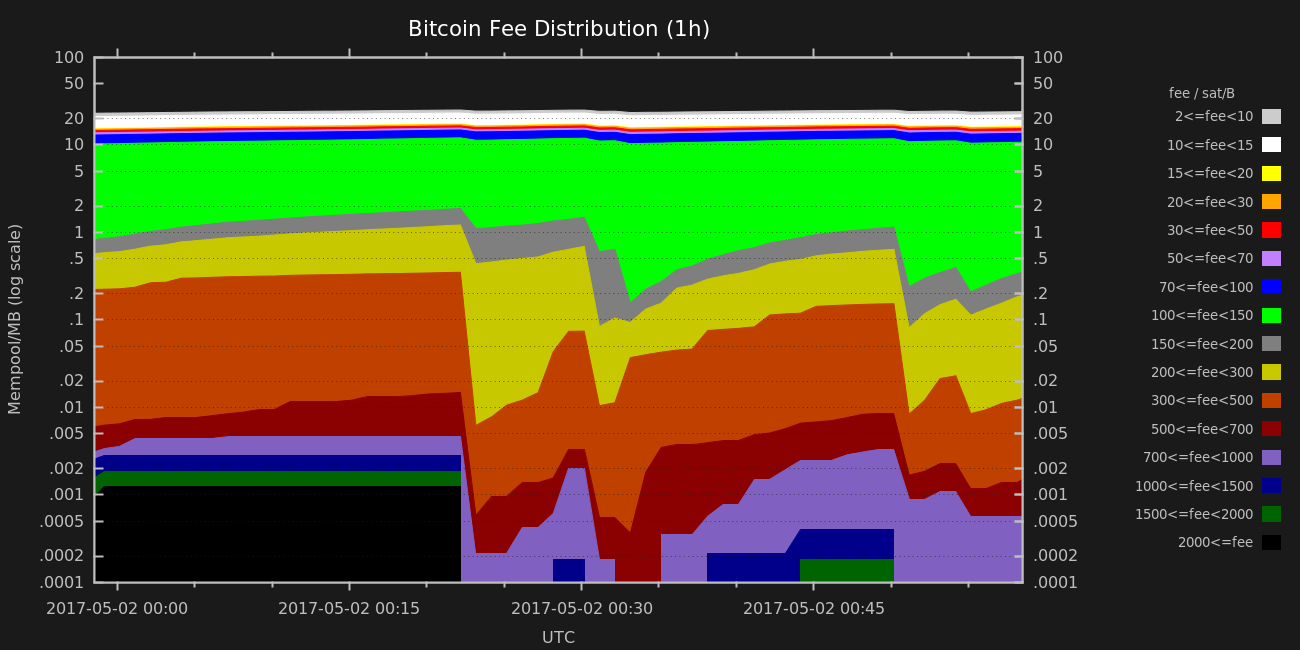 Bitcoin Fee Distribution (1h)
100
50
20
10
5
2
1
.5
.2
.1
.05
.02
.01
.005
.002
.001
.0005
.0002
.0001
Mempool/MB (log scale)
100
50
20
10
5
2
1
.5
.2
.1
.05
.02
.01
.005
.002
.001
.0005
.0002
.0001
2017-05-02 00:00
2017-05-02 00:15
2017-05-02 00:30
2017-05-02 00:45
UTC
fee / sat/B
2<=fee<10
10<=fee<15
15<=fee<20
20<=fee<30
30<=fee<50
50<=fee<70
70<=fee<100
100<=fee<150
150<=fee<200
200<=fee<300
300<=fee<500
500<=fee<700
700<=fee<1000
1000<=fee<1500
1500<=fee<2000
2000<=fee